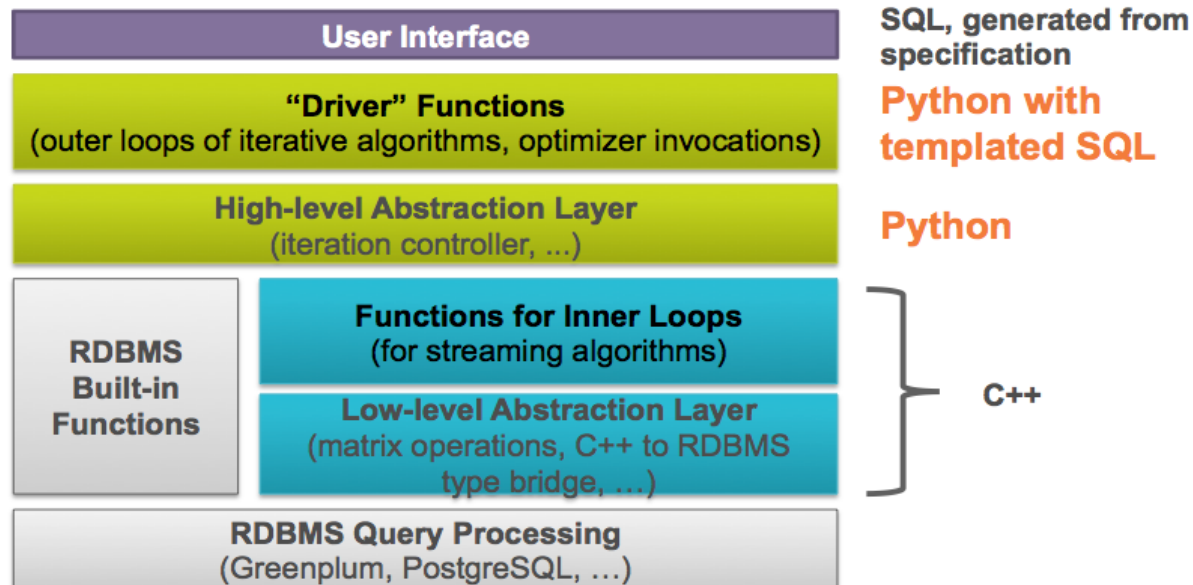 User Interface
SQL, generated from
specification
“Driver” Functions
(outer loops of iterative algorithms, optimizer invocations)
Python with
templated SQL
High-level Abstraction Layer
(iteration controller, ...)
Python
RDBMS
Built-in
Functions
Functions for Inner Loops
(for streaming algorithms)
Low-level Abstraction Layer
(matrix operations, C++ to RDBMS
type bridge, …)
C++
RDBMS Query Processing
(Greenplum, PostgreSQL, …)